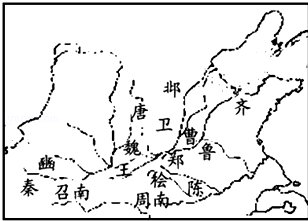 邶
唐
齐
卫
曹
魏
鲁
郑
豳
王
桧
秦
召南
陈
周南